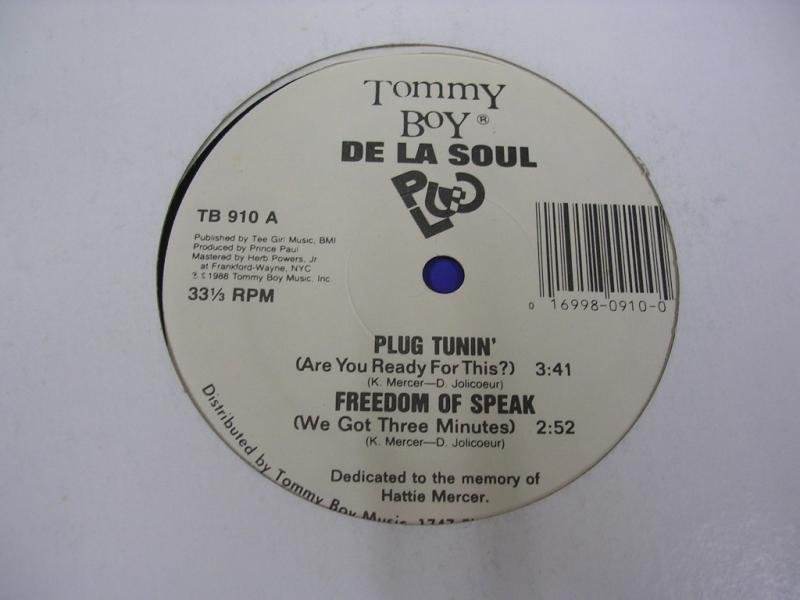 Tommy
Boy ®
DE LA SOUL
PLUG
TB 910 A
Published by Tee Girl Music, BMI
Produced by Prince Paul
Mastered by Herb Powers, Jr
at Frankford-Wayne, NYC
℗ © 1988 Tommy Boy Music, Inc.
33⅓ RPM
0 16998-0910-0
PLUG TUNIN'
(Are You Ready For This?) 3:41
(K. Mercer—D. Jolicoeur)
FREEDOM OF SPEAK
(We Got Three Minutes) 2:52
(K. Mercer—D. Jolicoeur)
Dedicated to the memory of
Hattie Mercer.
Distributed by Tommy Boy Music, 1747